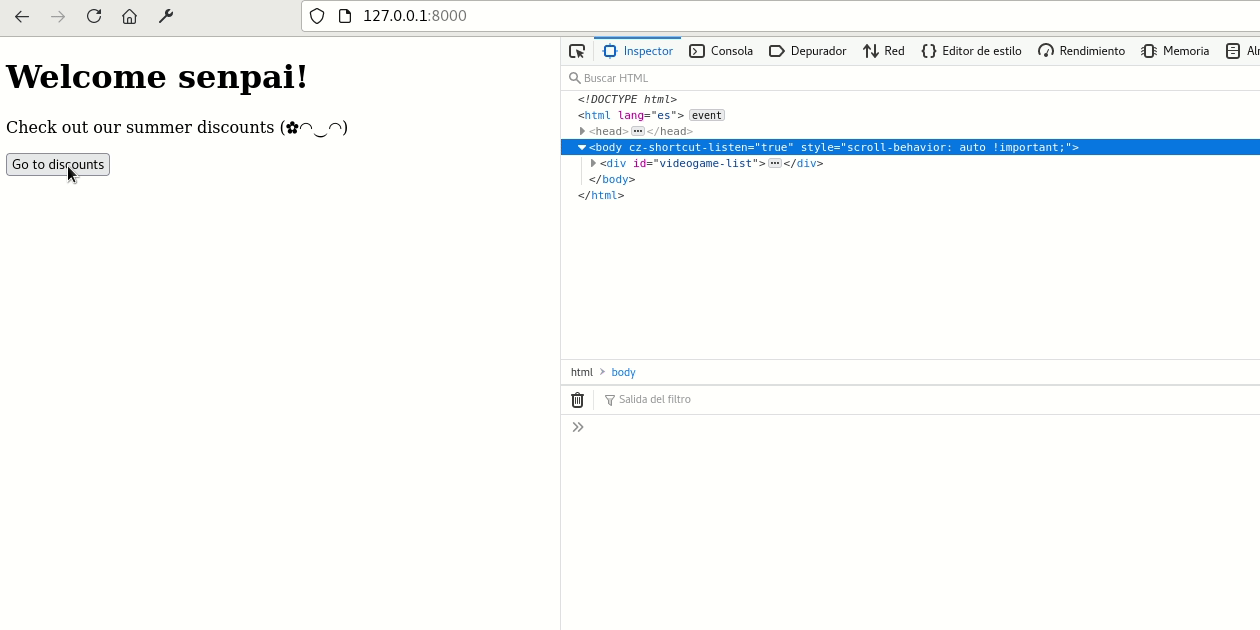 127.0.0.1:8000
Welcome senpai!
Check out our summer discounts (✿◠‿◠)
Go to discounts
Inspector Consola Depurador Red Editor de estilo Rendimiento Memoria Al
Buscar HTML
<!DOCTYPE html>
<html lang="es"> event
<head> ••• </head>
<body cz-shortcut-listen="true" style="scroll-behavior: auto !important;">
<div id="videogame-list"> ••• </div>
</body>
</html>
html > body
Salida del filtro